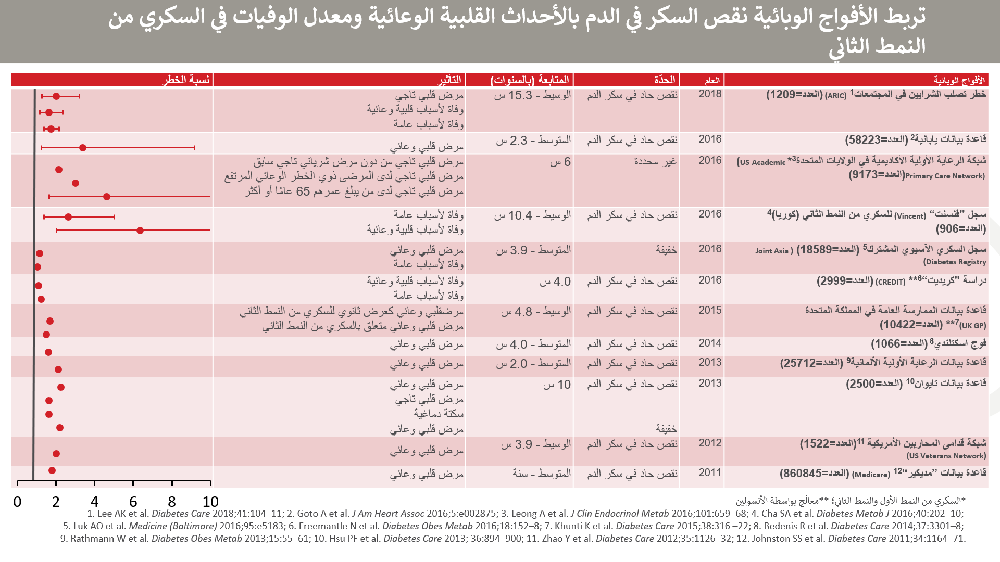 تربط الأفواج الوبائية نقص السكر في الدم بالأحداث القلبية الوعائية ومعدل الوفيات في السكري من
النمط الثاني
الأفواج الوبائية العام الحدّة المتابعة (بالسنوات) التأثير نسبة الخطر
خطر تصلب الشرايين في المجتمعات1 (ARIC) (العدد=1209) 2018 نقص حاد في سكر الدم الوسيط - 15.3 س مرض قلبي تاجي
وفاة لأسباب قلبية وعائية
وفاة لأسباب عامة
قاعدة بيانات يابانية2 (العدد=58223) 2016 نقص حاد في سكر الدم المتوسط - 2.3 س مرض قلبي وعائي
شبكة الرعاية الأولية الأكاديمية في الولايات المتحدة3* (US Academic 2016 غير محددة 6 س مرض قلبي تاجي من دون مرض شرياني تاجي سابق
Primary Care Network) (العدد=9173) مرض قلبي تاجي لدى المرضى ذوي الخطر الوعائي المرتفع
مرض قلبي تاجي لدى من يبلغ عمرهم 65 عامًا أو أكثر
سجل ”فنسنت“ (Vincent) للسكري من النمط الثاني (كوريا)4 2016 نقص حاد في سكر الدم الوسيط - 10.4 س وفاة لأسباب عامة
(العدد=906) وفاة لأسباب قلبية وعائية
سجل السكري الآسيوي المشترك5 (العدد=18589) (Joint Asia 2016 خفيفة المتوسط - 3.9 س مرض قلبي وعائي
Diabetes Registry) وفاة لأسباب عامة
دراسة ”كريديت“6** (CREDIT) (العدد=2999) 2016 نقص حاد في سكر الدم 4.0 س وفاة لأسباب قلبية وعائية
وفاة لأسباب عامة
قاعدة بيانات الممارسة العامة في المملكة المتحدة 2015 نقص حاد في سكر الدم الوسيط - 4.8 س مرضقلبي وعائي كعرض ثانوي للسكري من النمط الثاني
(UK GP)7** (العدد=10422) مرض قلبي وعائي متعلق بالسكري من النمط الثاني
فوج اسكتلندي8 (العدد=1066) 2014 نقص حاد في سكر الدم المتوسط - 4.0 س مرض قلبي وعائي
قاعدة بيانات الرعاية الأولية الألمانية9 (العدد=25712) 2013 نقص حاد في سكر الدم المتوسط - 2.0 س مرض قلبي وعائي
قاعدة بيانات تايوان10 (العدد=2500) 2013 نقص حاد في سكر الدم 10 س مرض قلبي وعائي
مرض قلبي تاجي
سكتة دماغية
خفيفة مرض قلبي وعائي
شبكة قدامى المحاربين الأمريكية 11(العدد=1522) 2012 نقص حاد في سكر الدم الوسيط - 3.9 س مرض قلبي وعائي
(US Veterans Network)
قاعدة بيانات ”مديكير“12 (Medicare) (العدد=860845) 2011 نقص حاد في سكر الدم المتوسط - سنة مرض قلبي وعائي
0 2 4 6 8 10
*السكري من النمط الأول والنمط الثاني؛ **معالَج بواسطة الأنسولين
1. Lee AK et al. Diabetes Care 2018;41:104–11; 2. Goto A et al. J Am Heart Assoc 2016;5:e002875; 3. Leong A et al. J Clin Endocrinol Metab 2016;101:659–68; 4. Cha SA et al. Diabetes Metab J 2016;40:202–10;
5. Luk AO et al. Medicine (Baltimore) 2016;95:e5183; 6. Freemantle N et al. Diabetes Obes Metab 2016;18:152–8; 7. Khunti K et al. Diabetes Care 2015;38:316 –22; 8. Bedenis R et al. Diabetes Care 2014;37:3301–8;
9. Rathmann W et al. Diabetes Obes Metab 2013;15:55–61; 10. Hsu PF et al. Diabetes Care 2013; 36:894–900; 11. Zhao Y et al. Diabetes Care 2012;35:1126–32; 12. Johnston SS et al. Diabetes Care 2011;34:1164–71.